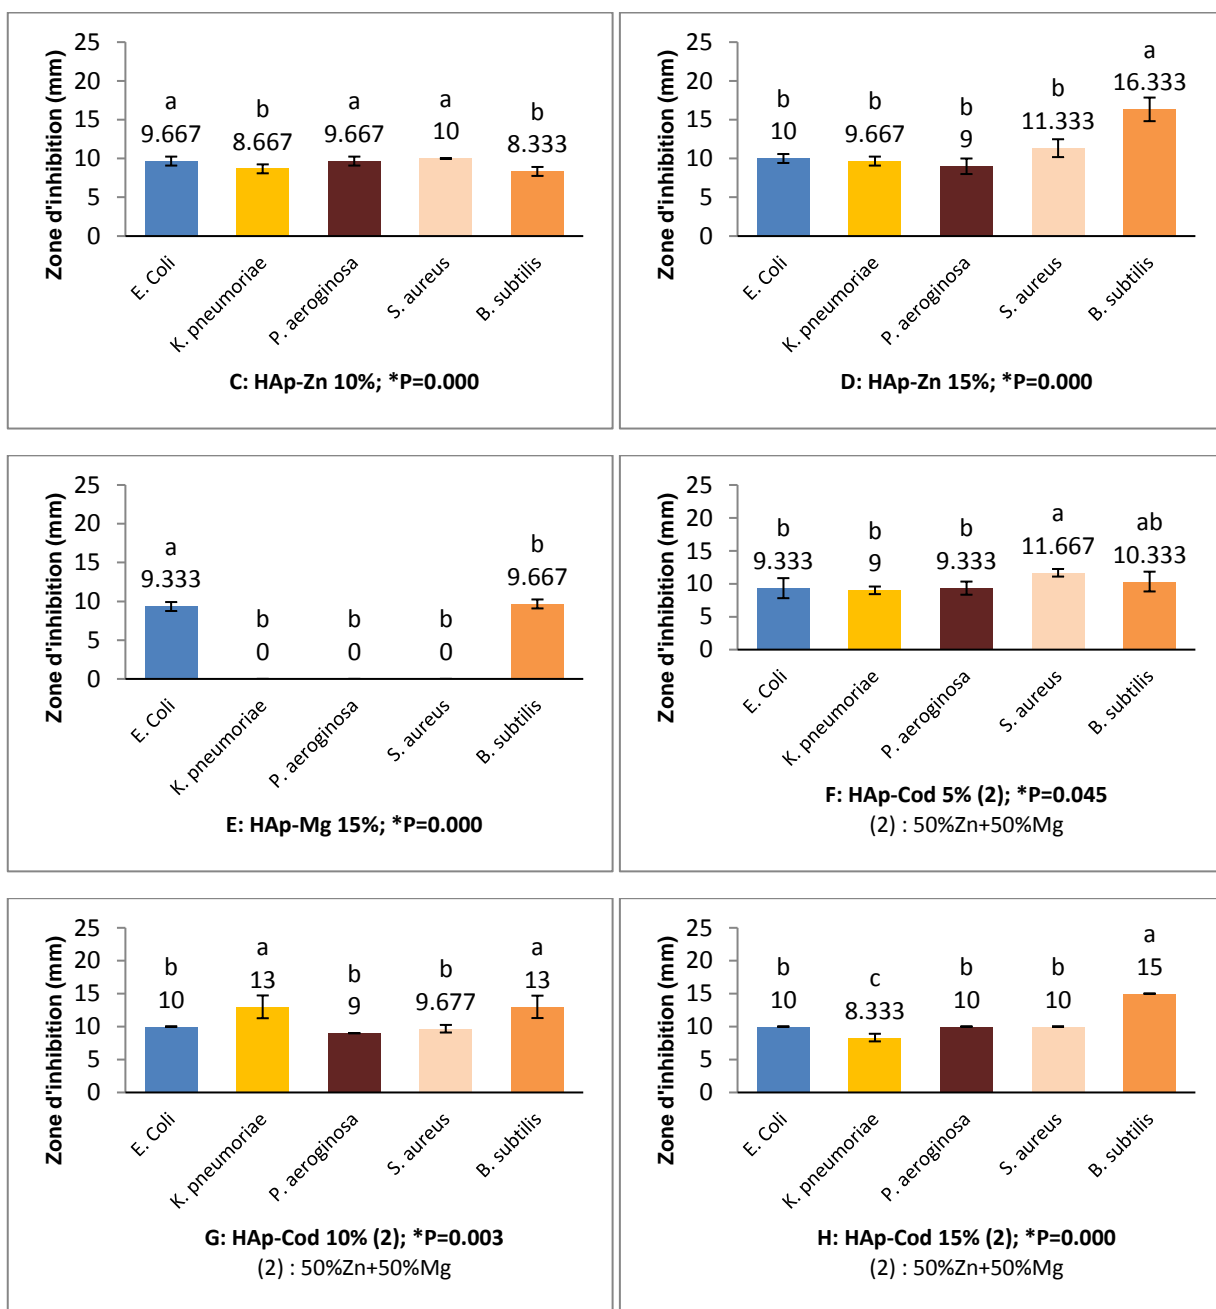 Zone d'inhibition (mm)
25
20
15
10
5
0
a
9.667
b
8.667
a
9.667
a
10
b
8.333
E. Coli
K. pneumoriae
P. aeroginosa
S. aureus
B. subtilis
C: HAp-Zn 10%; *P=0.000
Zone d'inhibition (mm)
25
20
15
10
5
0
b
10
b
9.667
b
9
b
11.333
a
16.333
E. Coli
K. pneumoriae
P. aeroginosa
S. aureus
B. subtilis
D: HAp-Zn 15%; *P=0.000
Zone d'inhibition (mm)
25
20
15
10
5
0
a
9.333
b
0
b
0
b
0
b
9.667
E. Coli
K. pneumoriae
P. aeroginosa
S. aureus
B. subtilis
E: HAp-Mg 15%; *P=0.000
Zone d'inhibition (mm)
25
20
15
10
5
0
b
9.333
b
9
b
9.333
a
11.667
ab
10.333
E. Coli
K. pneumoriae
P. aeroginosa
S. aureus
B. subtilis
F: HAp-Cod 5% (2); *P=0.045
(2) : 50%Zn+50%Mg
Zone d'inhibition (mm)
25
20
15
10
5
0
b
10
a
13
b
9
b
9.677
a
13
E. Coli
K. pneumoriae
P. aeroginosa
S. aureus
B. subtilis
G: HAp-Cod 10% (2); *P=0.003
(2) : 50%Zn+50%Mg
Zone d'inhibition (mm)
25
20
15
10
5
0
b
10
c
8.333
b
10
b
10
a
15
E. Coli
K. pneumoriae
P. aeroginosa
S. aureus
B. subtilis
H: HAp-Cod 15% (2); *P=0.000
(2) : 50%Zn+50%Mg